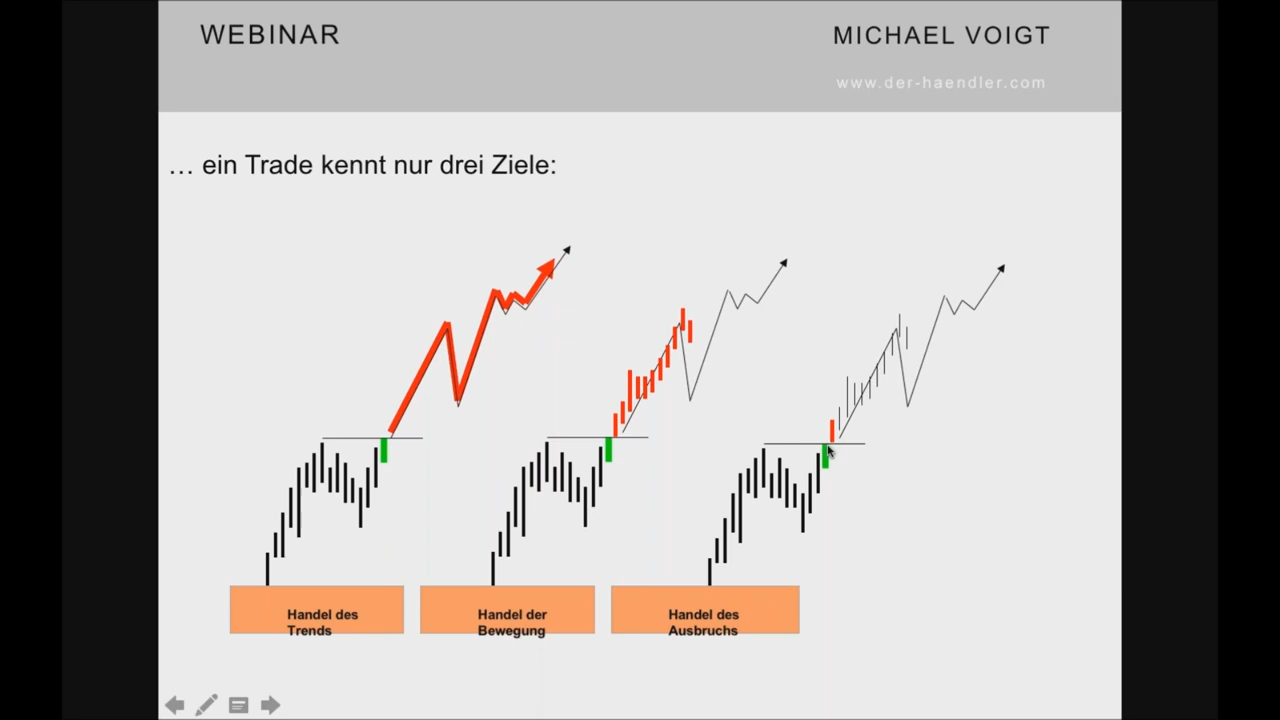 WEBINAR
MICHAEL VOIGT
www.der-haendler.com
… ein Trade kennt nur drei Ziele:
Handel des
Trends
Handel der
Bewegung
Handel des
Ausbruchs